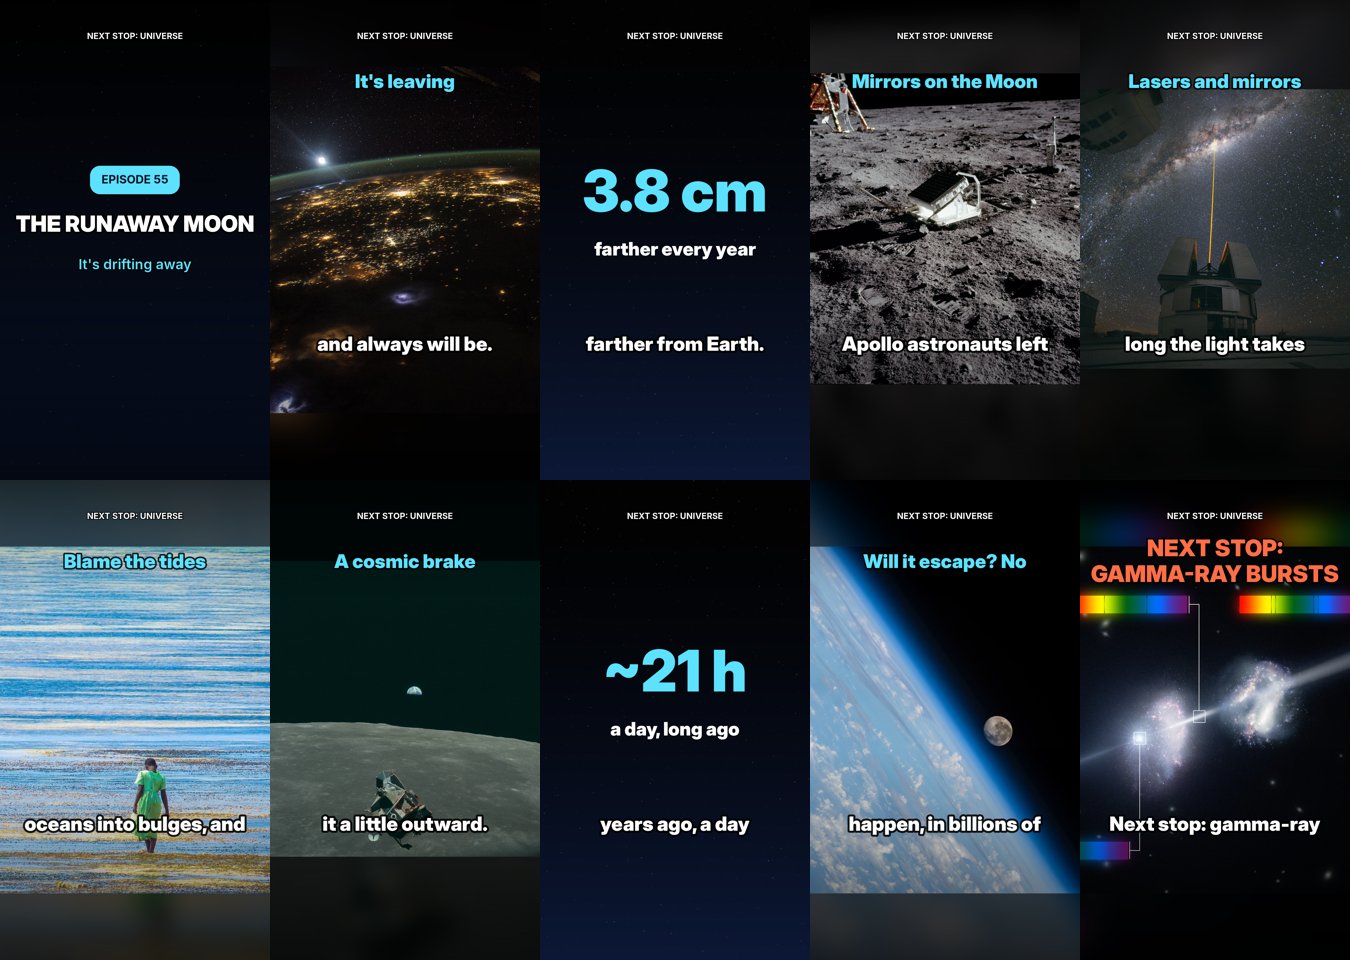 NEXT STOP: UNIVERSE
EPISODE 55
THE RUNAWAY MOON
It's drifting away
NEXT STOP: UNIVERSE
It's leaving
and always will be.
NEXT STOP: UNIVERSE
3.8 cm
farther every year
farther from Earth.
NEXT STOP: UNIVERSE
Mirrors on the Moon
Apollo astronauts left
NEXT STOP: UNIVERSE
Lasers and mirrors
long the light takes
NEXT STOP: UNIVERSE
Blame the tides
oceans into bulges, and
NEXT STOP: UNIVERSE
A cosmic brake
it a little outward.
NEXT STOP: UNIVERSE
~21 h
a day, long ago
years ago, a day
NEXT STOP: UNIVERSE
Will it escape? No
happen, in billions of
NEXT STOP: UNIVERSE
NEXT STOP:
GAMMA-RAY BURSTS
Next stop: gamma-ray